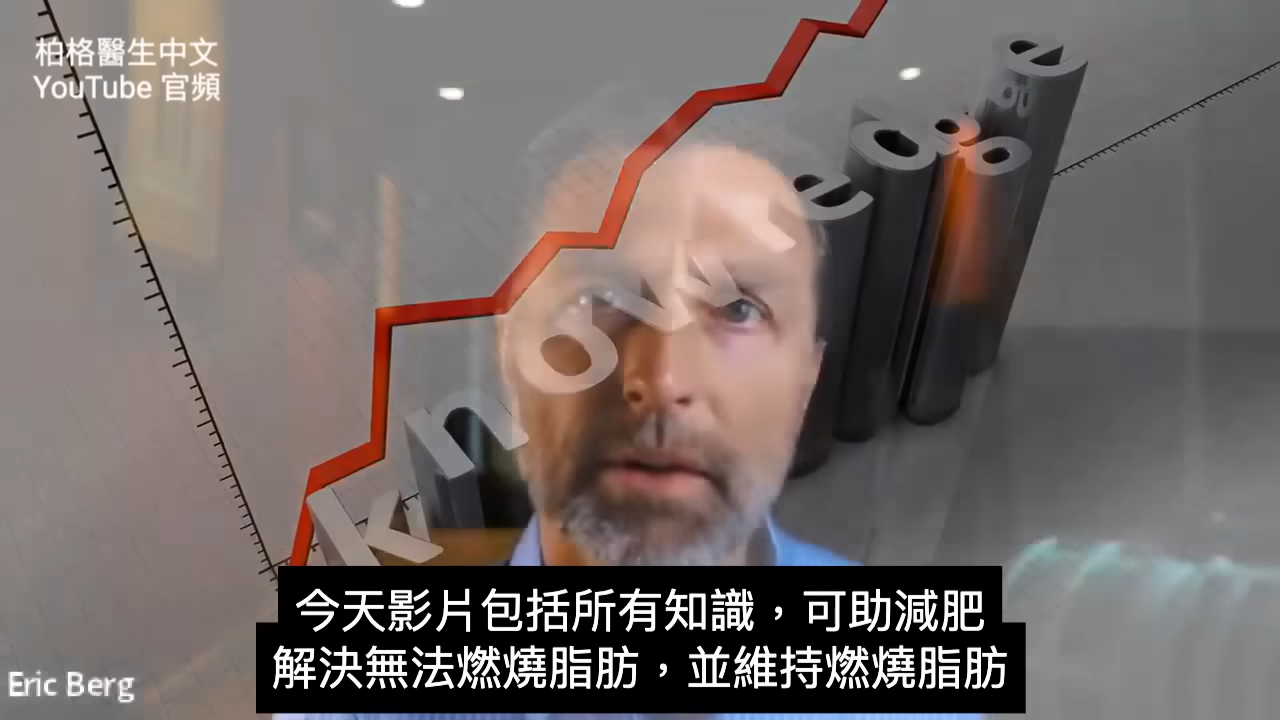 柏格醫生中文
YouTube 官頻
knowledge
今天影片包括所有知識，可助減肥
解決無法燃燒脂肪，並維持燃燒脂肪
Eric Berg